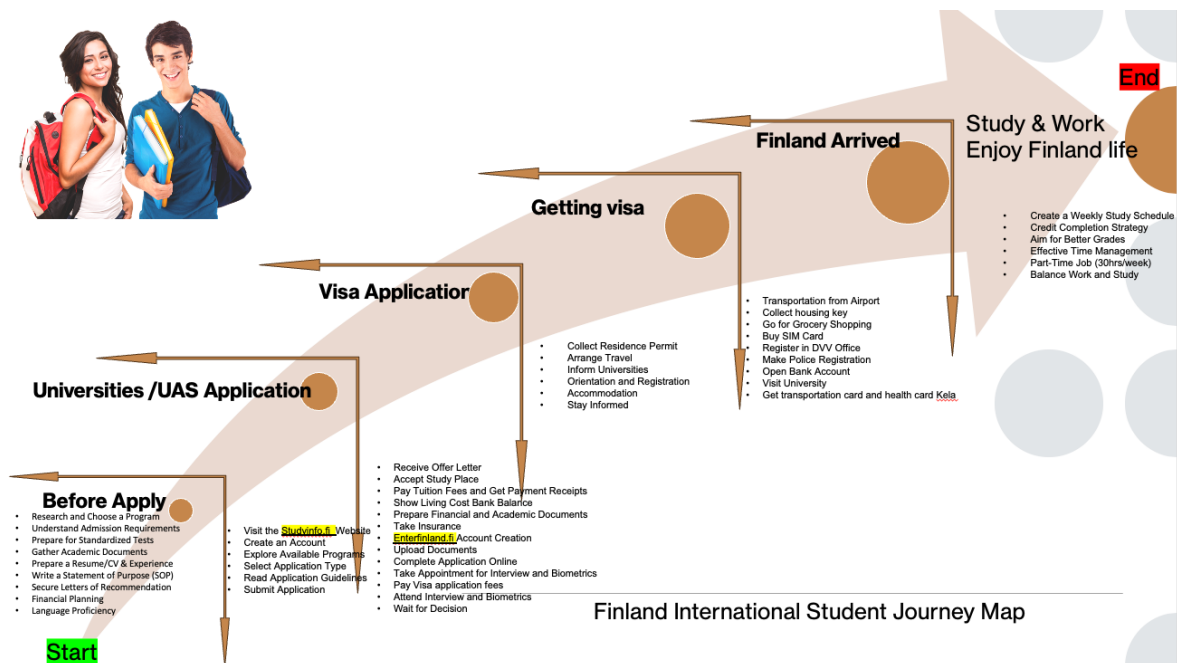 End
Study & Work
Enjoy Finland life
• Create a Weekly Study Schedule
• Credit Completion Strategy
• Aim for Better Grades
• Effective Time Management
• Part-Time Job (30hrs/week)
• Balance Work and Study
Finland Arrived
• Transportation from Airport
• Collect housing key
• Go for Grocery Shopping
• Buy SIM Card
• Register in DVV Office
• Make Police Registration
• Open Bank Account
• Visit University
• Get transportation card and health card Kela
Getting visa
• Collect Residence Permit
• Arrange Travel
• Inform Universities
• Orientation and Registration
• Accommodation
• Stay Informed
Visa Application
• Receive Offer Letter
• Accept Study Place
• Pay Tuition Fees and Get Payment Receipts
• Show Living Cost Bank Balance
• Prepare Financial and Academic Documents
• Take Insurance
• Enterfinland.fi Account Creation
• Upload Documents
• Complete Application Online
• Take Appointment for Interview and Biometrics
• Pay Visa application fees
• Attend Interview and Biometrics
• Wait for Decision
Universities /UAS Application
• Visit the Studyinfo.fi Website
• Create an Account
• Explore Available Programs
• Select Application Type
• Read Application Guidelines
• Submit Application
Before Apply
• Research and Choose a Program
• Understand Admission Requirements
• Prepare for Standardized Tests
• Gather Academic Documents
• Prepare a Resume/CV & Experience
• Write a Statement of Purpose (SOP)
• Secure Letters of Recommendation
• Financial Planning
• Language Proficiency
Start
Finland International Student Journey Map